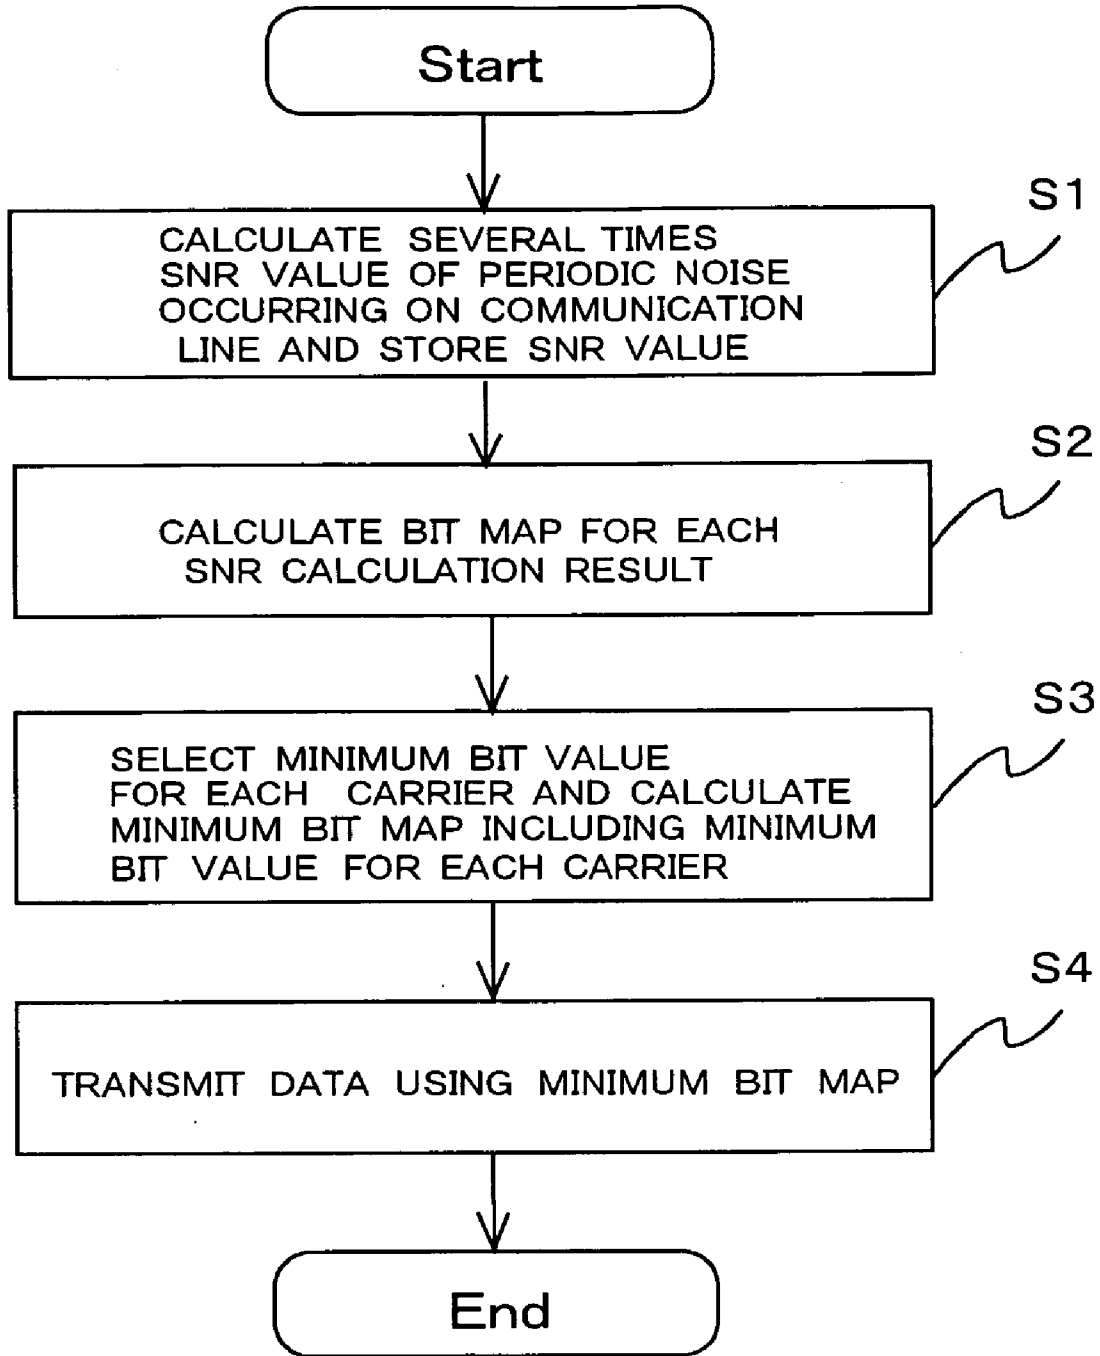 Start
S1
CALCULATE SEVERAL TIMES
SNR VALUE OF PERIODIC NOISE
OCCURRING ON COMMUNICATION
LINE AND STORE SNR VALUE
S2
CALCULATE BIT MAP FOR EACH
SNR CALCULATION RESULT
S3
SELECT MINIMUM BIT VALUE
FOR EACH CARRIER AND CALCULATE
MINIMUM BIT MAP INCLUDING MINIMUM
BIT VALUE FOR EACH CARRIER
S4
TRANSMIT DATA USING MINIMUM BIT MAP
End